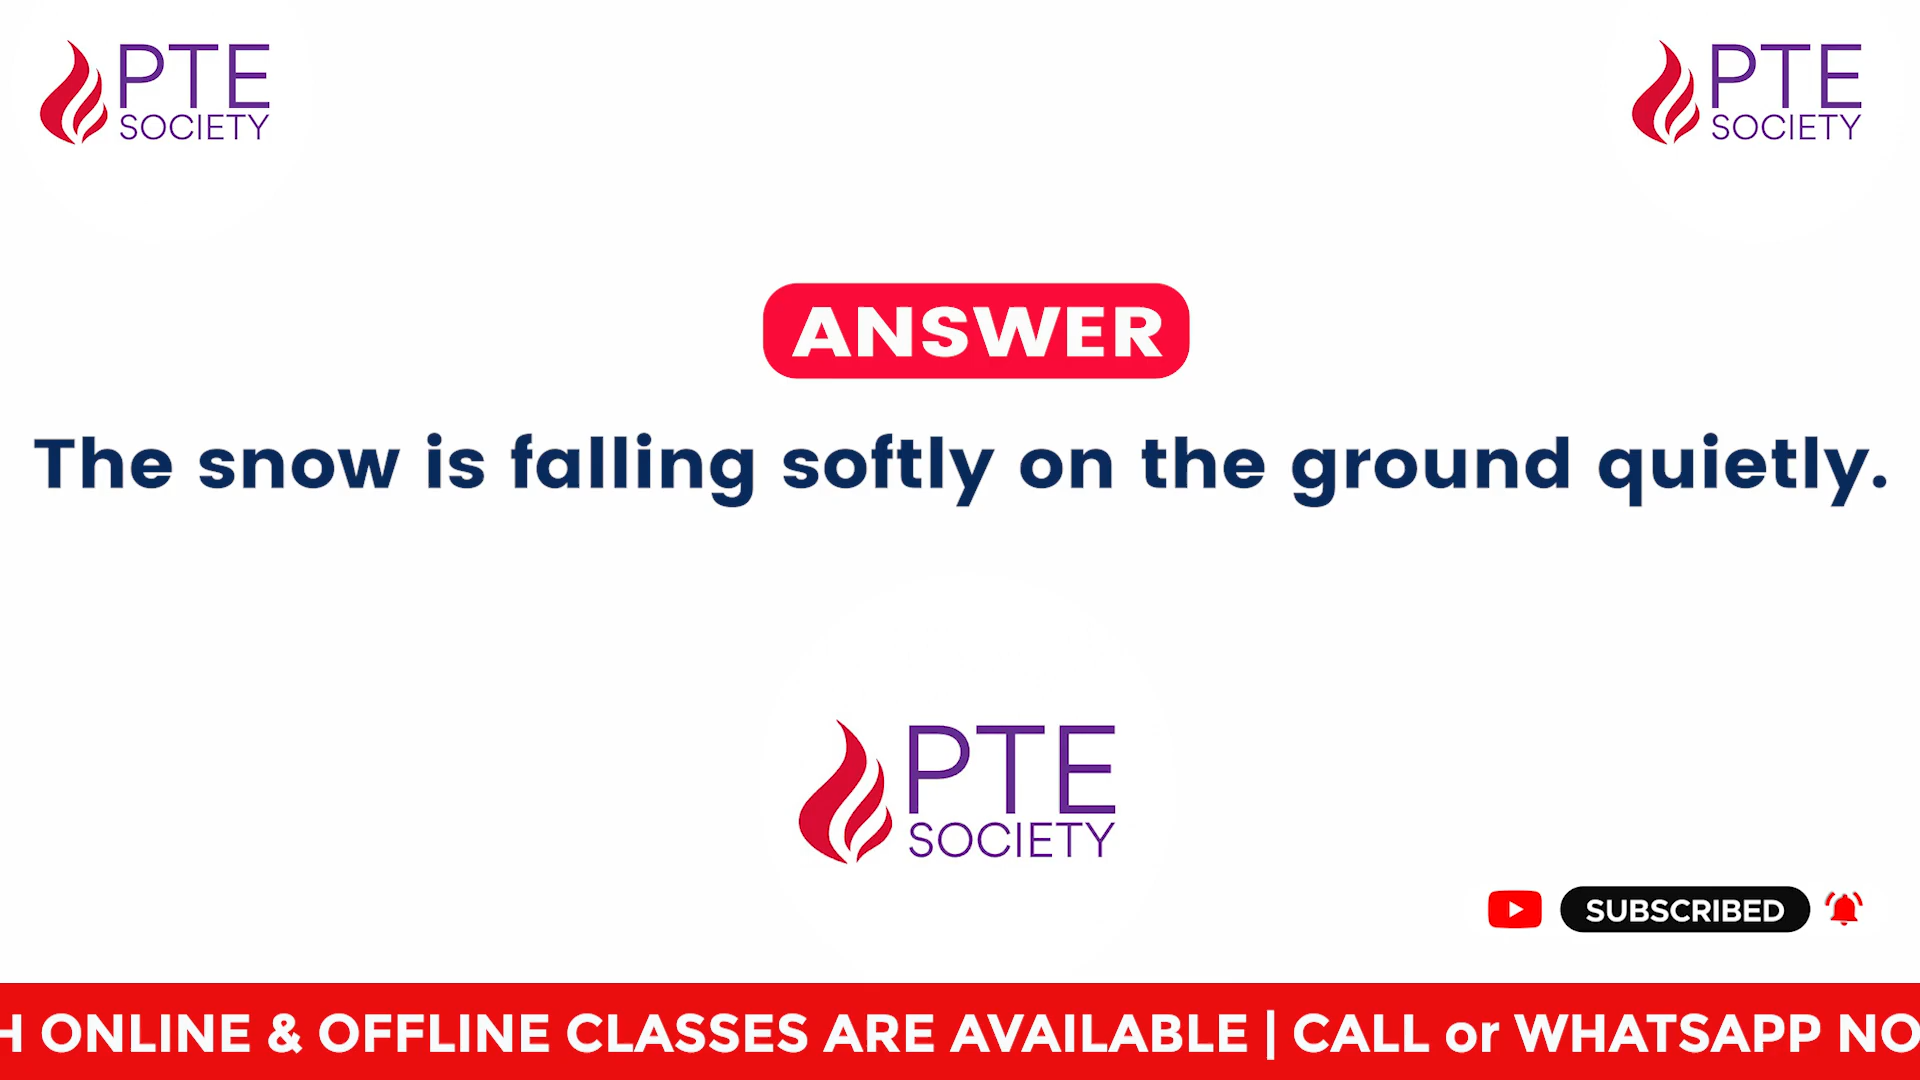 PTE
SOCIETY
PTE
SOCIETY
ANSWER
The snow is falling softly on the ground quietly.
PTE
SOCIETY
SUBSCRIBED
H ONLINE & OFFLINE CLASSES ARE AVAILABLE | CALL or WHATSAPP NO